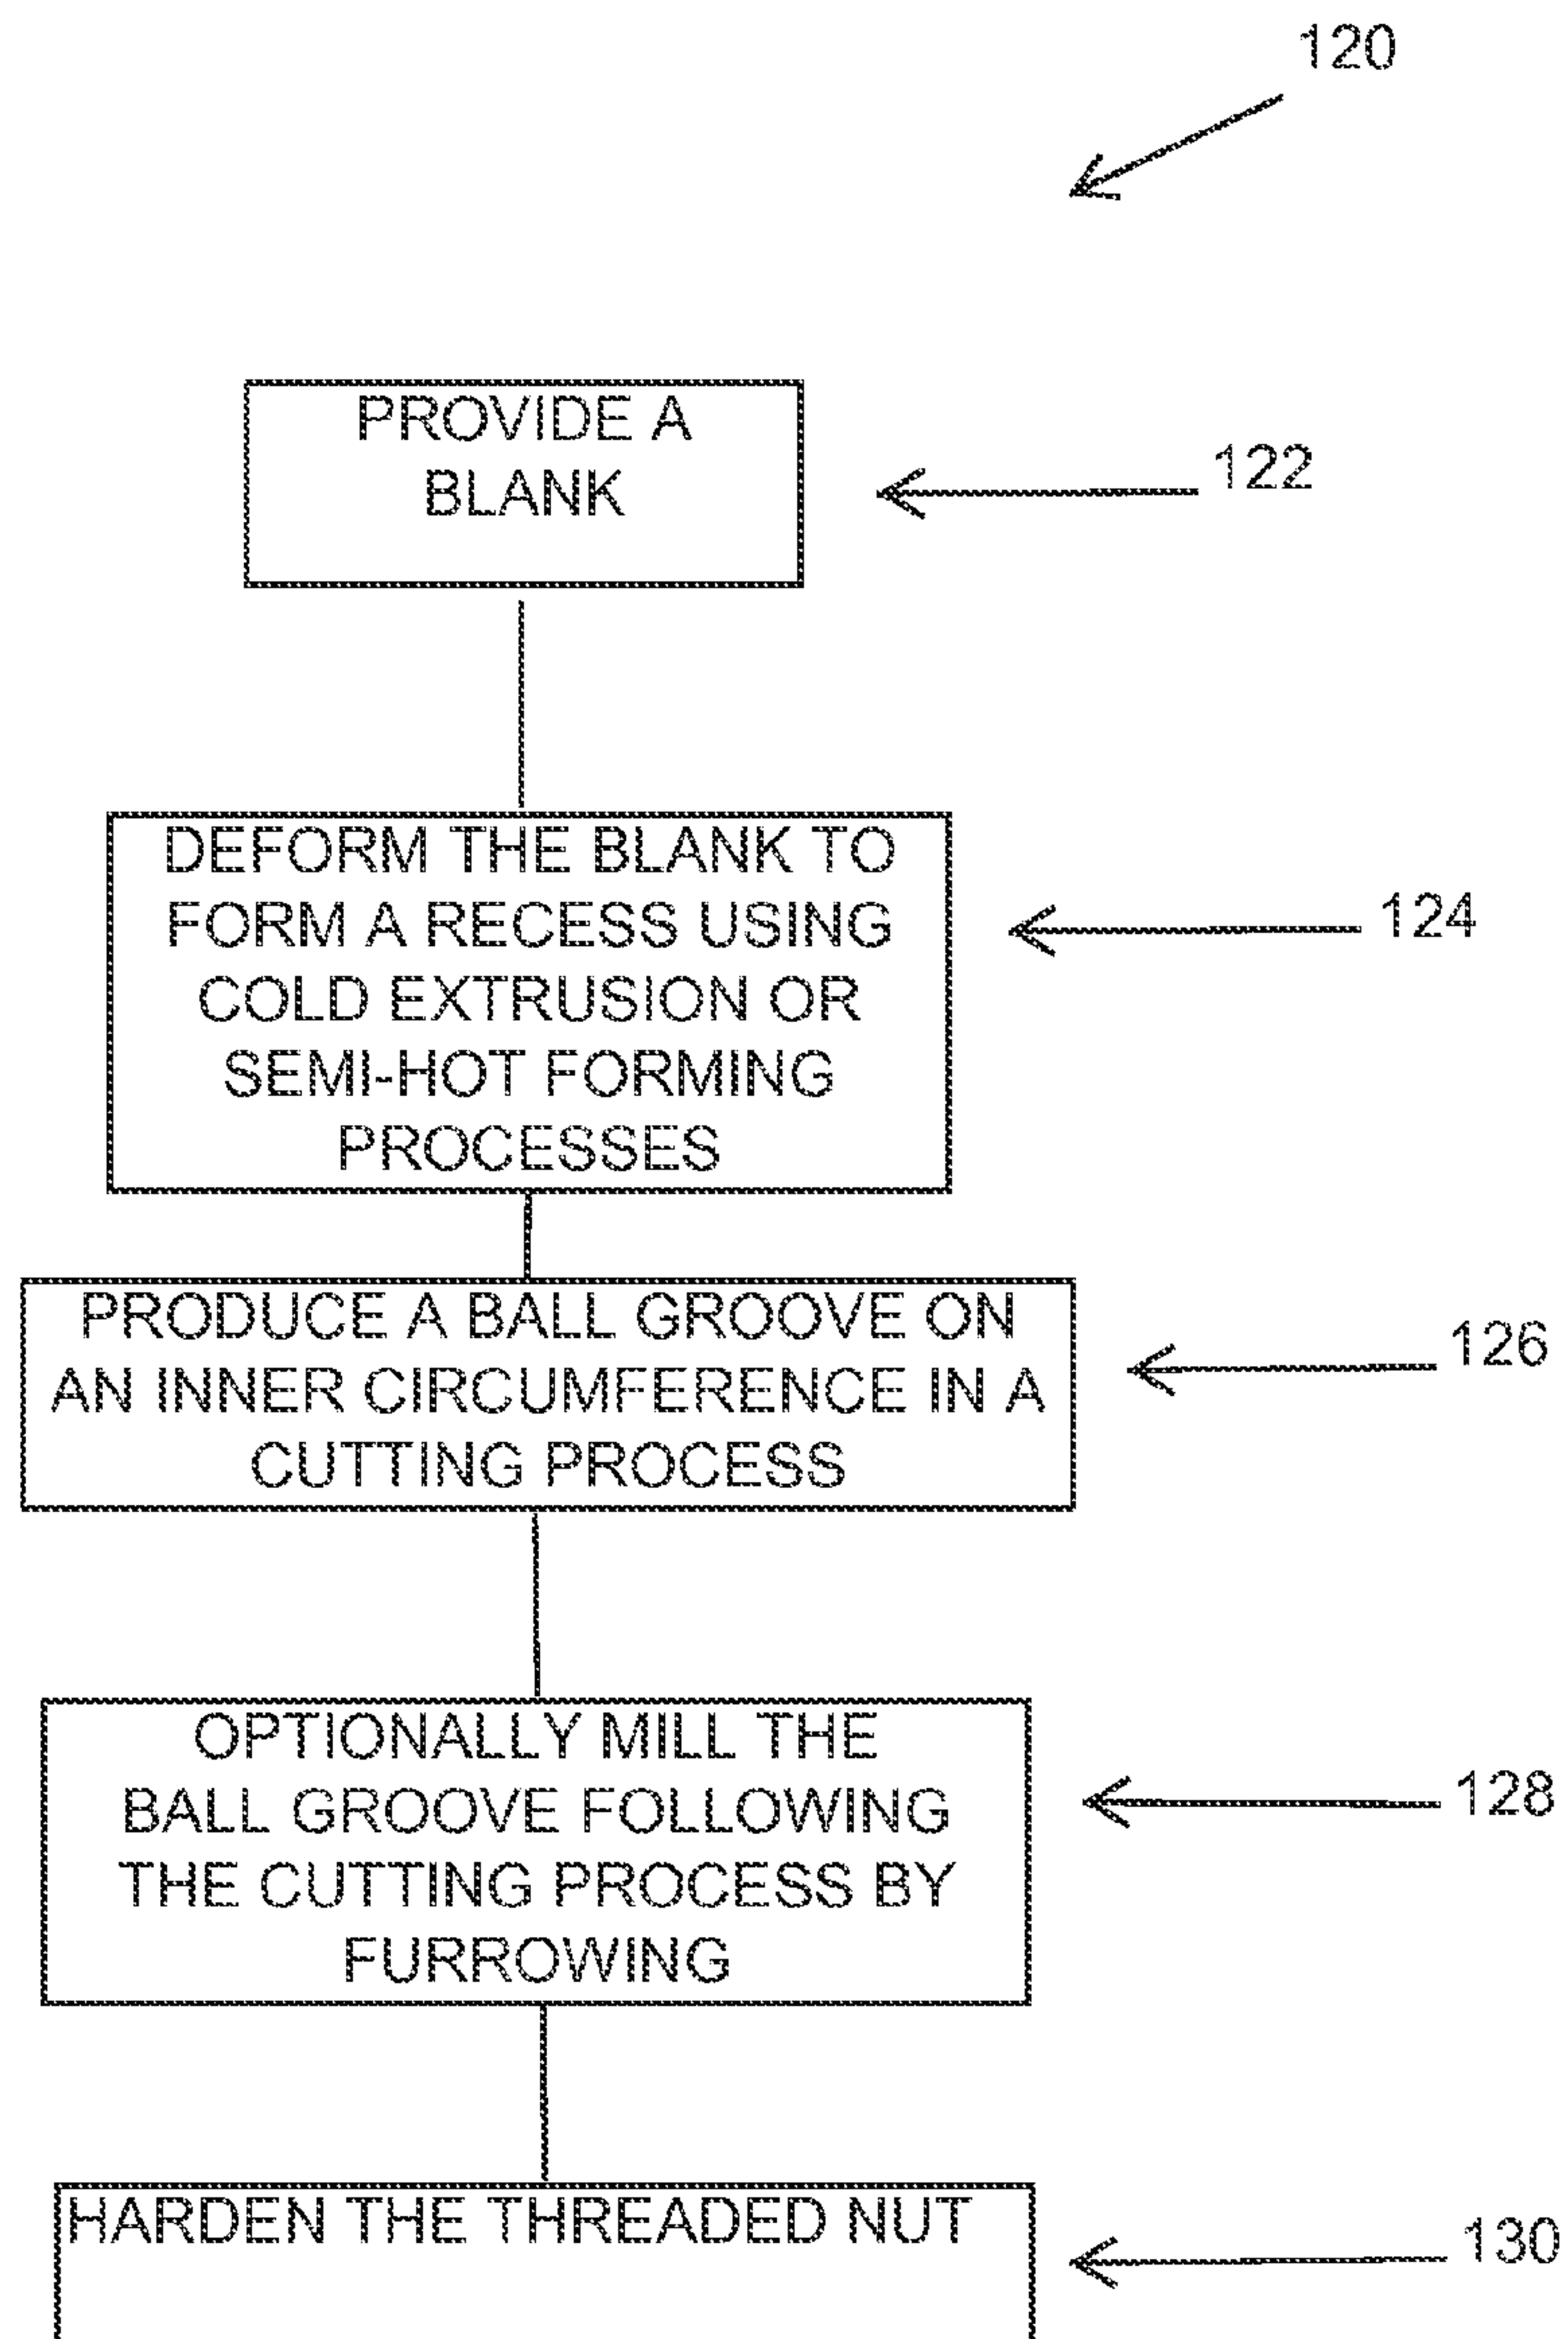 120
PROVIDE A
BLANK
122
DEFORM THE BLANK TO
FORM A RECESS USING
COLD EXTRUSION OR
SEMI-HOT FORMING
PROCESSES
124
PRODUCE A BALL GROOVE ON
AN INNER CIRCUMFERENCE IN A
CUTTING PROCESS
126
OPTIONALLY MILL THE
BALL GROOVE FOLLOWING
THE CUTTING PROCESS BY
FURROWING
128
HARDEN THE THREADED NUT
130